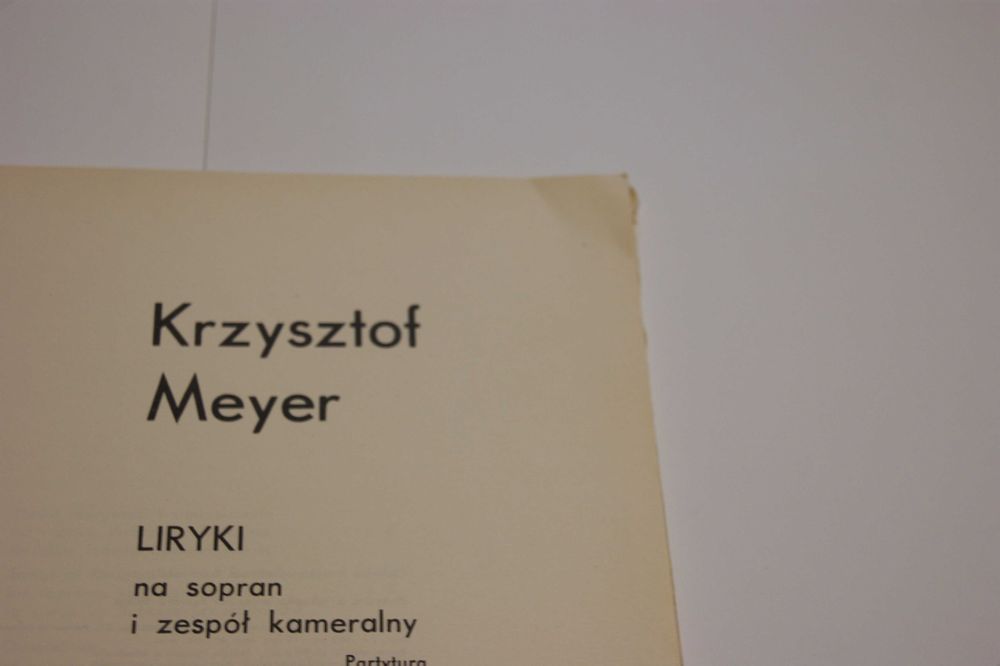 Krzysztof
Meyer
LIRYKI
na sopran
i zespół kameralny
Partytura